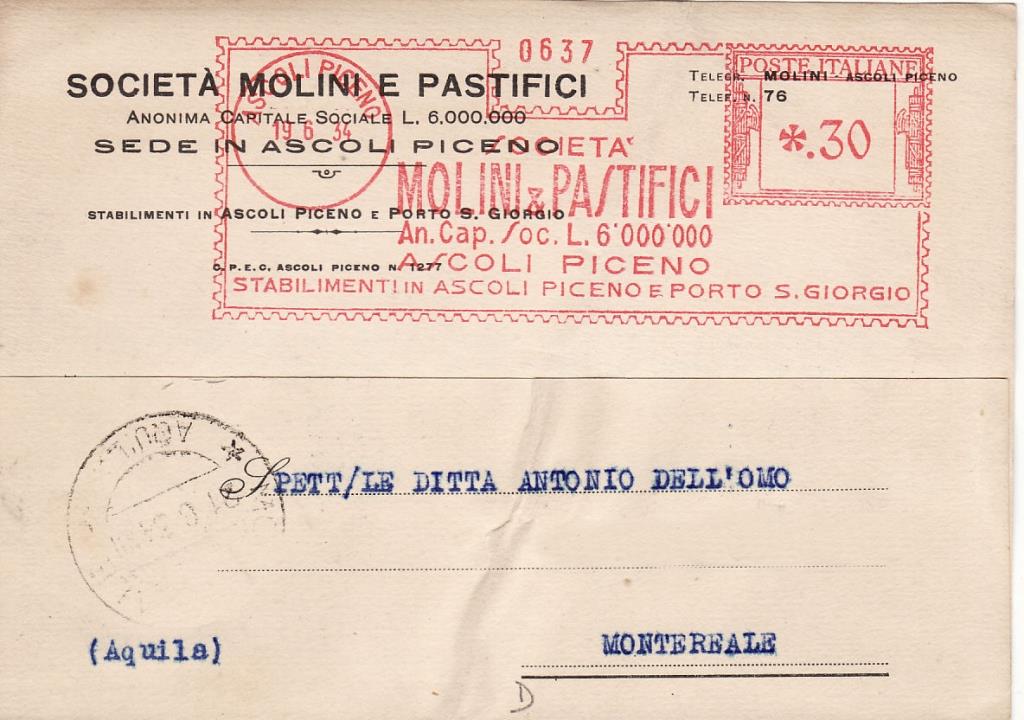 SOCIETÀ MOLINI E PASTIFICI
ANONIMA CAPITALE SOCIALE L. 6.000.000
SEDE IN ASCOLI PICENO
STABILIMENTI IN ASCOLI PICENO E PORTO S. GIORGIO
C. P. E. C. ASCOLI PICENO N. 1277
TELEGR. MOLINI - ASCOLI PICENO
TELEF. N. 76
0637
ASCOLI PICENO
19 6 34
POSTE ITALIANE
*.30
SOCIETA'
MOLINI & PASTIFICI
An. Cap. Soc. L. 6'000'000
ASCOLI PICENO
STABILIMENTI IN ASCOLI PICENO E PORTO S. GIORGIO
SPETT/LE DITTA ANTONIO DELL'OMO
MONTEREALE
(Aquila)
D